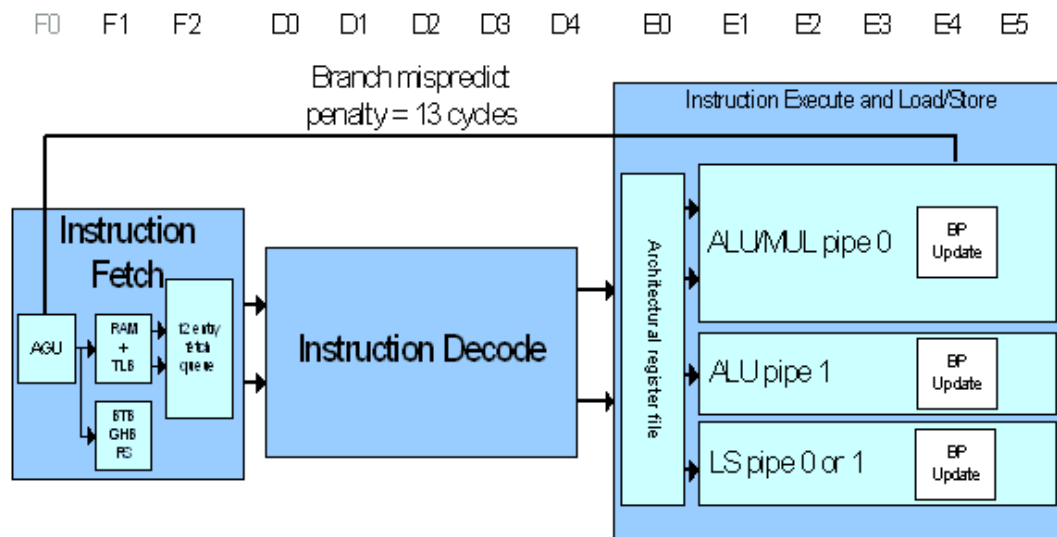 F0 F1 F2 D0 D1 D2 D3 D4 E0 E1 E2 E3 E4 E5
Branch mispredict
penalty = 13 cycles
Instruction Execute and Load/Store
Instruction
Fetch
AGU
RAM
+
TLB
BTB
GHB
RS
12 entry
fetch
queue
Instruction Decode
Architectural register file
ALU/MUL pipe 0
BP
Update
ALU pipe 1
BP
Update
LS pipe 0 or 1
BP
Update